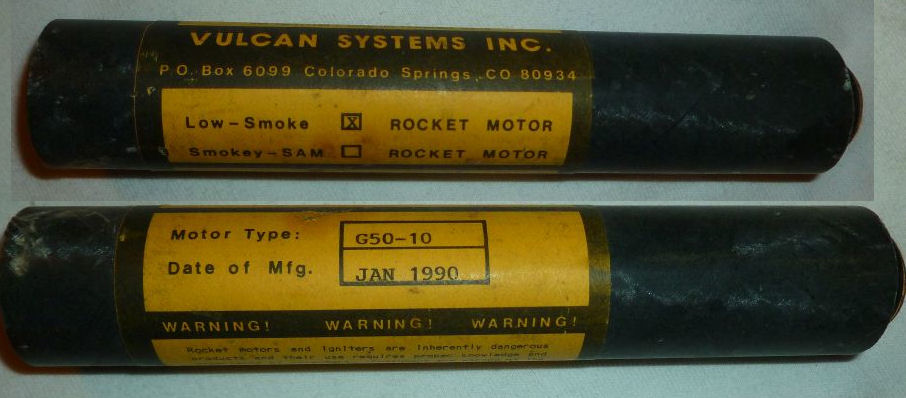 VULCAN SYSTEMS INC.
P.O. Box 6099 Colorado Springs, CO 80934
Low-Smoke X ROCKET MOTOR
Smokey-SAM ROCKET MOTOR
Motor Type: G50-10
Date of Mfg. JAN 1990
WARNING! WARNING! WARNING!
Rocket motors and igniters are inherently dangerous
products and their use requires proper knowledge and